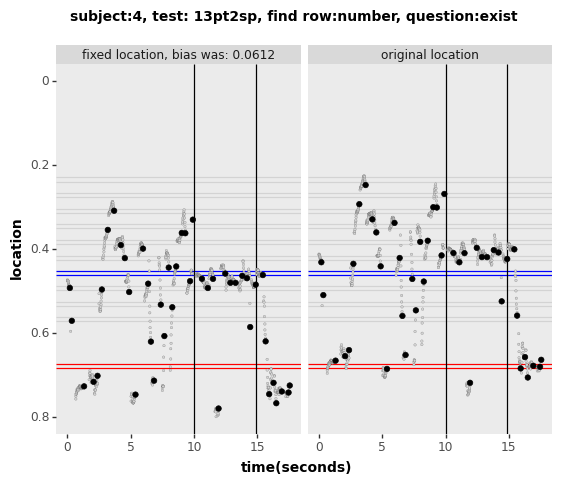 subject:4, test: 13pt2sp, find row:number, question:exist
fixed location, bias was: 0.0612
original location
0
0.2
0.4
0.6
0.8
location
0 5 10 15 0 5 10 15
time(seconds)